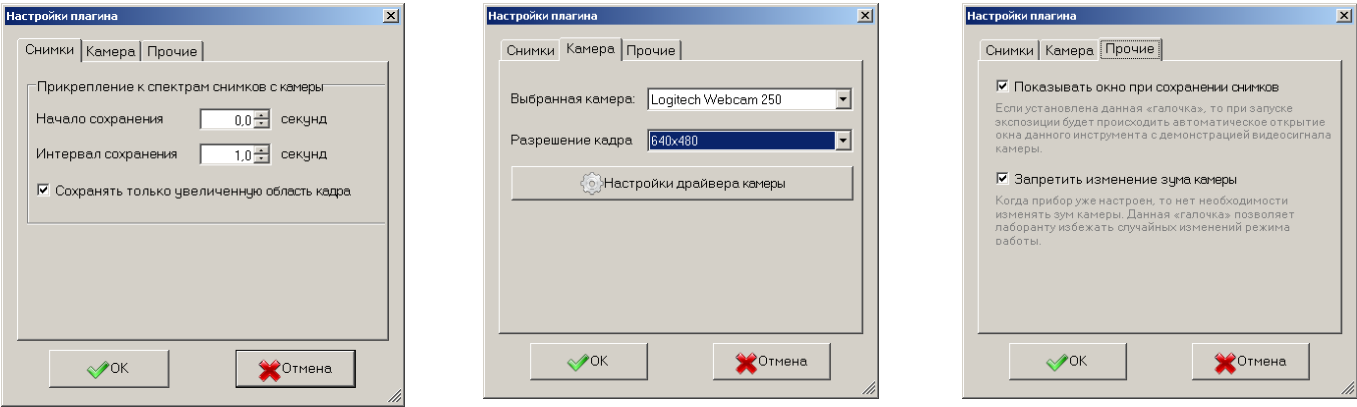 Настройки плагина
Снимки Камера Прочие
Прикрепление к спектрам снимков с камеры
Начало сохранения 0,0 секунд
Интервал сохранения 1,0 секунд
Сохранять только увеличенную область кадра
OK Отмена
Настройки плагина
Снимки Камера Прочие
Выбранная камера: Logitech Webcam 250
Разрешение кадра 640x480
Настройки драйвера камеры
OK Отмена
Настройки плагина
Снимки Камера Прочие
Показывать окно при сохранении снимков
Если установлена данная «галочка», то при запуске
экспозиции будет происходить автоматическое открытие
окна данного инструмента с демонстрацией видеосигнала
камеры.
Запретить изменение зума камеры
Когда прибор уже настроен, то нет необходимости
изменять зум камеры. Данная «галочка» позволяет
лаборанту избежать случайных изменений режима
работы.
OK Отмена